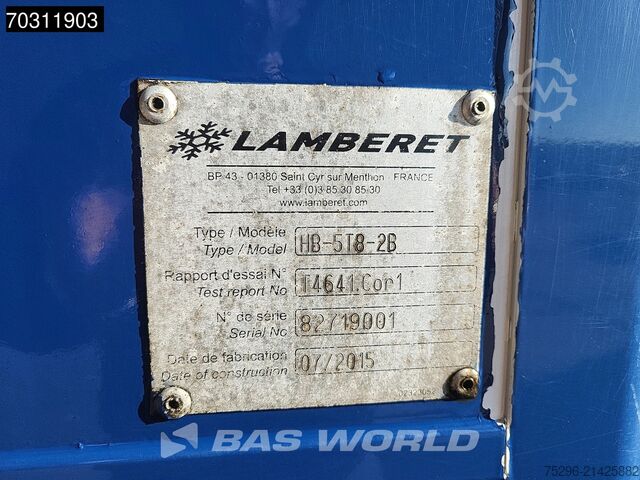 70311903
LAMBERET
BP 43 - 01380 Saint Cyr sur Menthon - FRANCE
Tel +33 (0)3 85 30 85 30
www.lamberet.com
Type / Modèle
Type / Model
HB-5T8-2B
Rapport d'essai N°
Test report No
T4641.Cor1
N° de série
Serial No
82719001
Date de fabrication
Date of construction
07/2015
BAS WORLD
75296-21425882